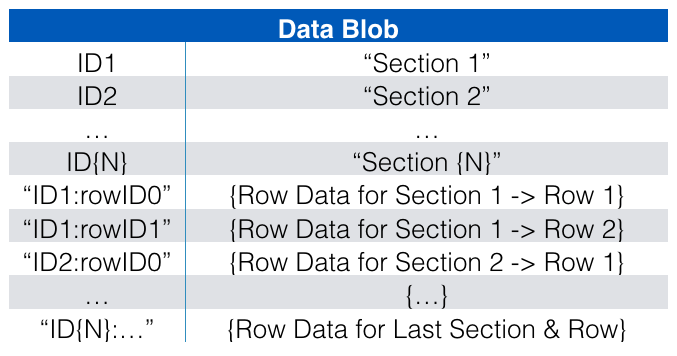 Data Blob
ID1 “Section 1”
ID2 “Section 2”
… …
ID{N} “Section {N}”
“ID1:rowID0” {Row Data for Section 1 -> Row 1}
“ID1:rowID1” {Row Data for Section 1 -> Row 2}
“ID2:rowID0” {Row Data for Section 2 -> Row 1}
… {…}
“ID{N}:…” {Row Data for Last Section & Row}